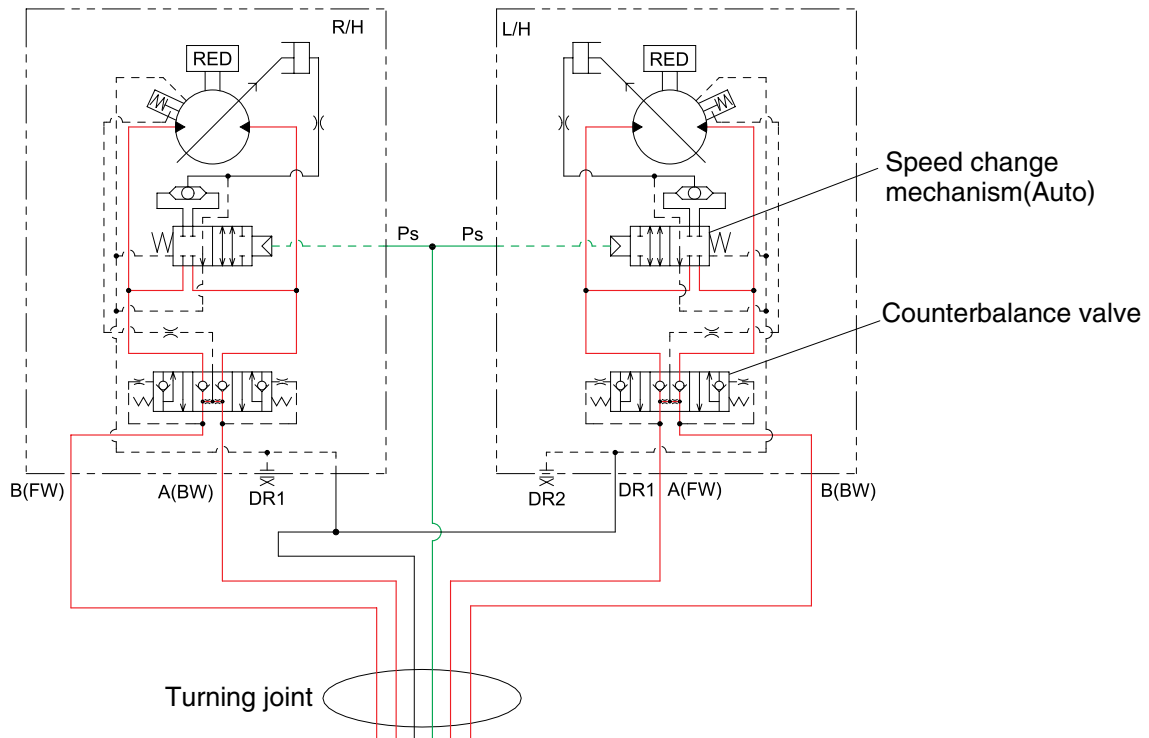 R/H
L/H
RED
RED
Speed change
mechanism(Auto)
Ps
Ps
Counterbalance valve
B(FW)
A(BW)
DR1
DR2
DR1
A(FW)
B(BW)
Turning joint